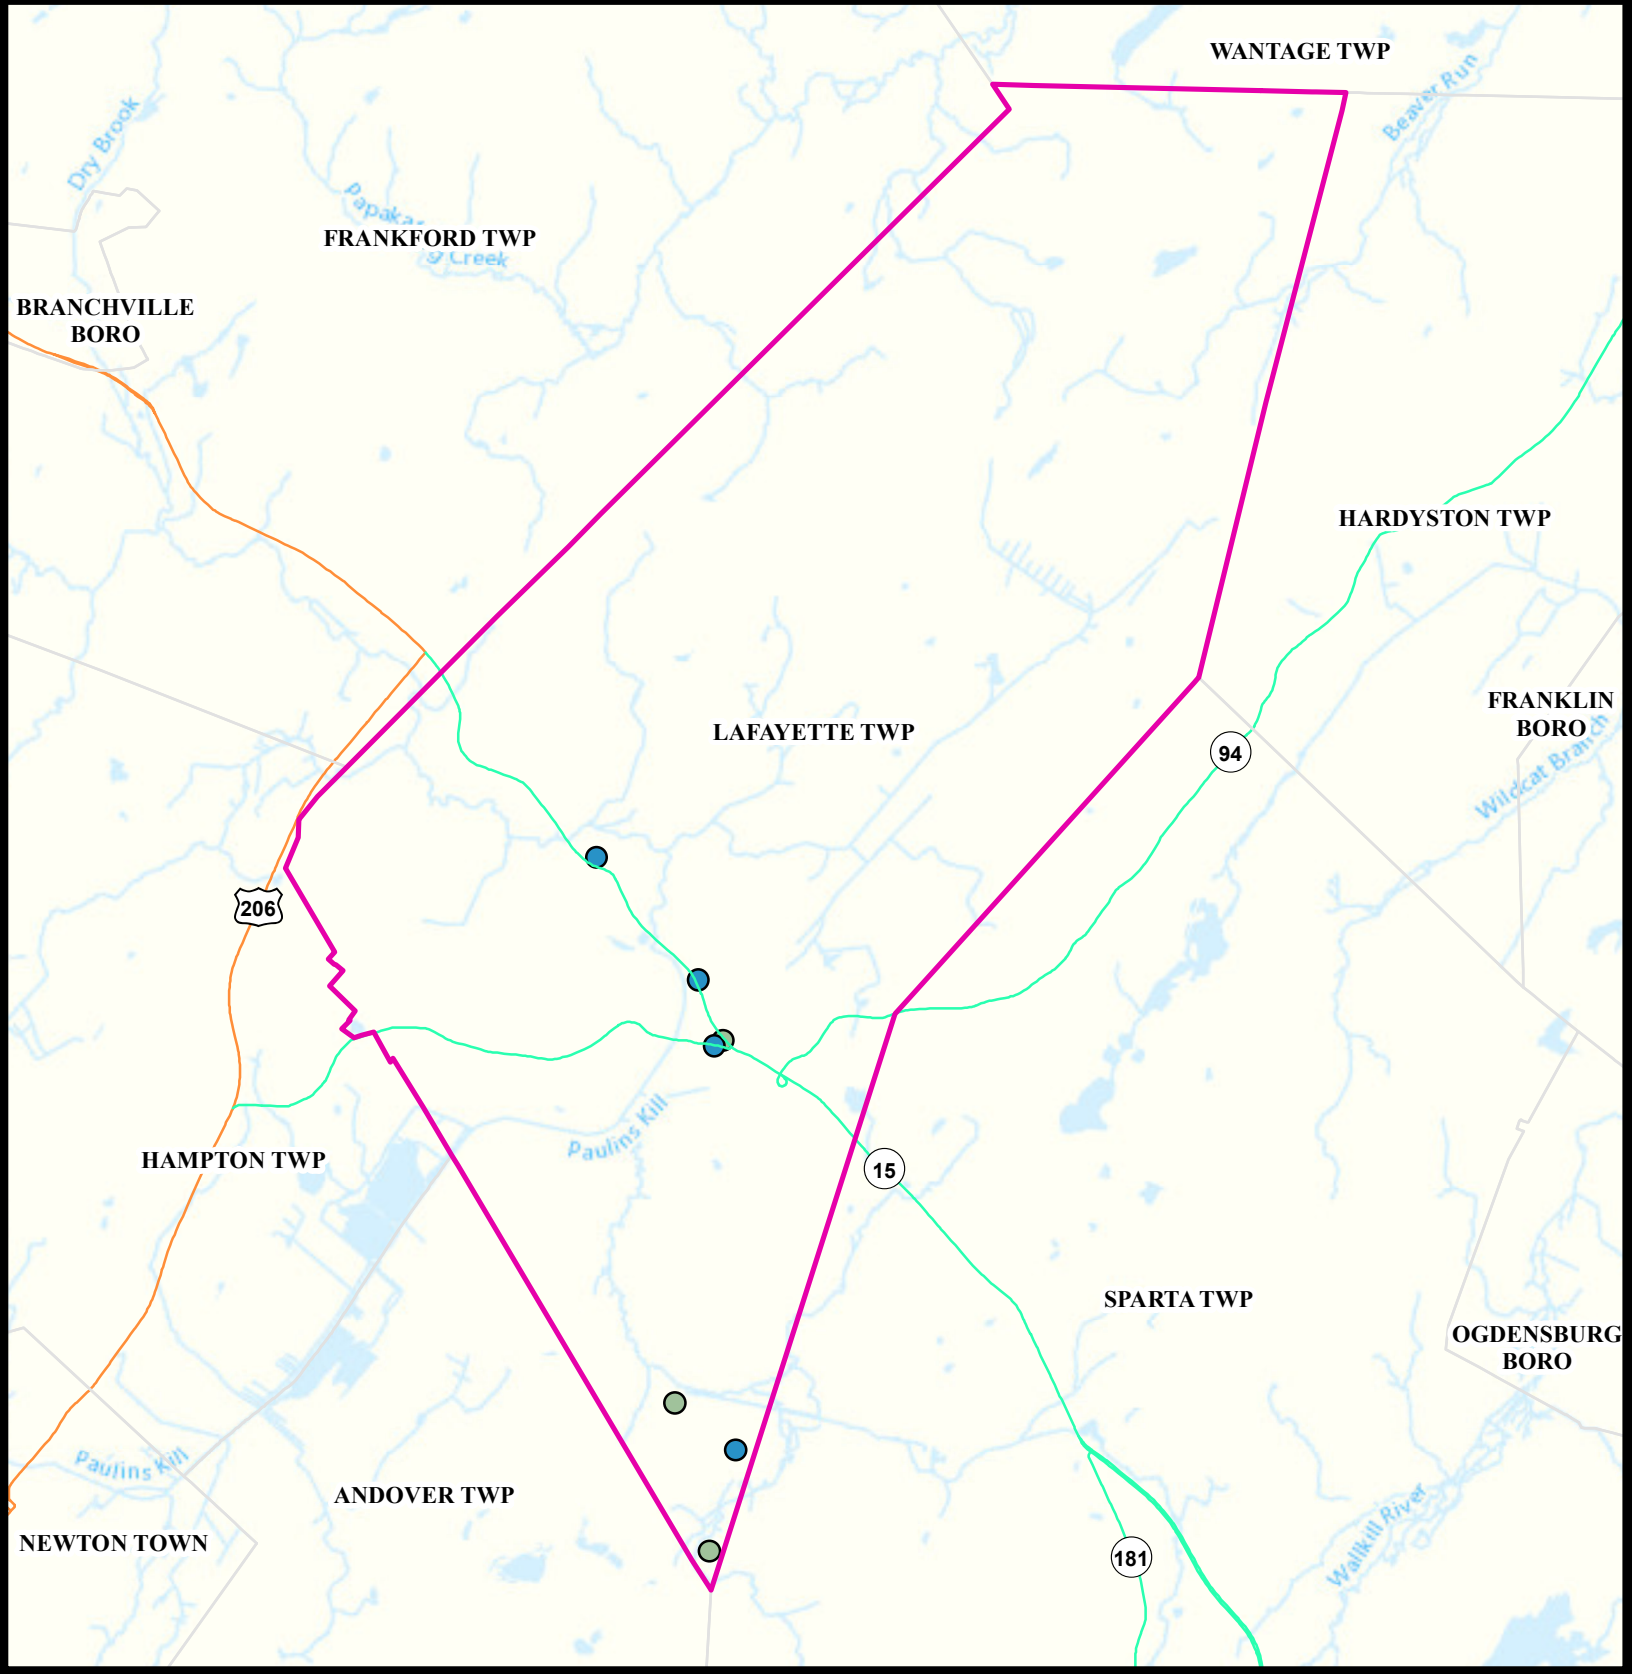 WANTAGE TWP
Beaver Run
Dry Brook
FRANKFORD TWP
g Creek
BRANCHVILLE
BORO
HARDYSTON TWP
FRANKLIN
BORO
LAFAYETTE TWP
94
Wildcat Branch
206
Paulins Kill
HAMPTON TWP
15
SPARTA TWP
OGDENSBURG
BORO
Paulins Kill
ANDOVER TWP
NEWTON TOWN
181
Wallkill River